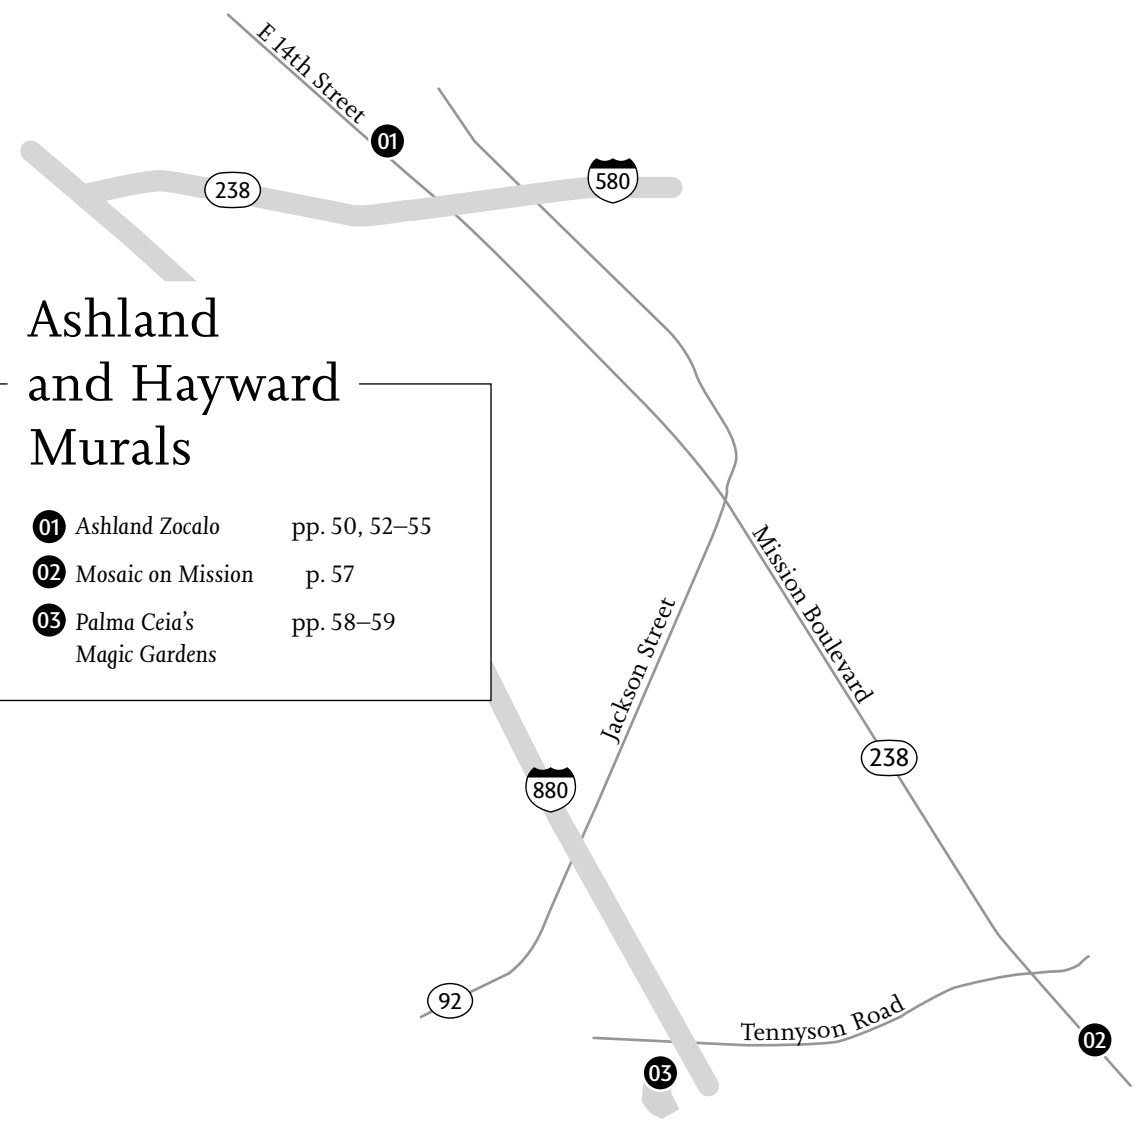 E 14th Street
01
238
580
Ashland
and Hayward
Murals
01 Ashland Zocalo pp. 50, 52–55
02 Mosaic on Mission p. 57
03 Palma Ceia’s pp. 58–59
Magic Gardens
Mission Boulevard
Jackson Street
238
880
92
Tennyson Road
02
03